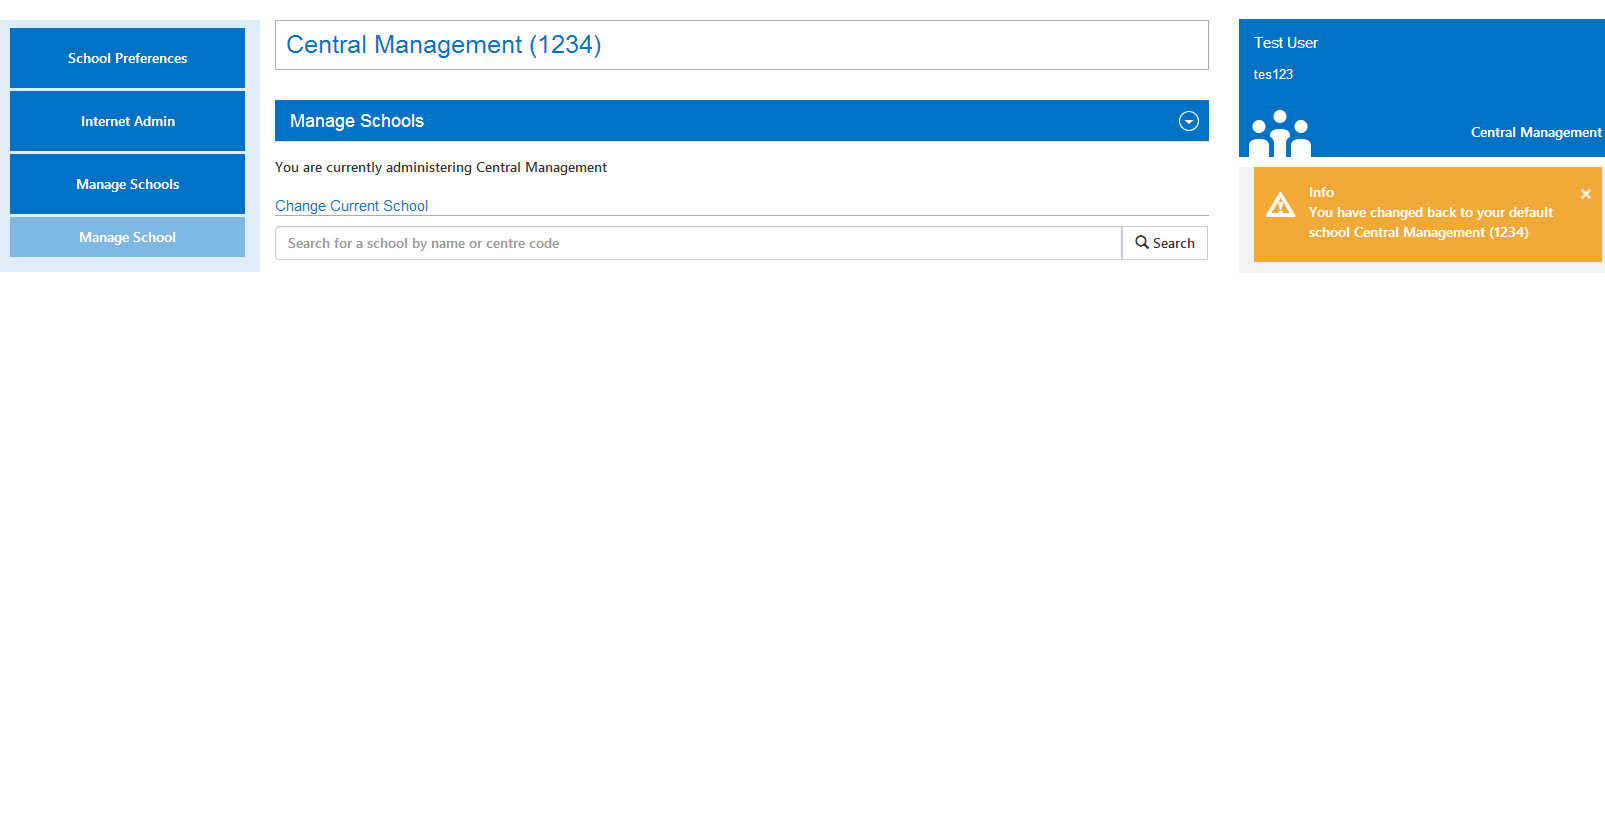 School Preferences
Internet Admin
Manage Schools
Manage School
Central Management (1234)
Manage Schools
You are currently administering Central Management
Change Current School
Search for a school by name or centre code
Search
Test User
tes123
Central Management
Info
You have changed back to your default
school Central Management (1234)